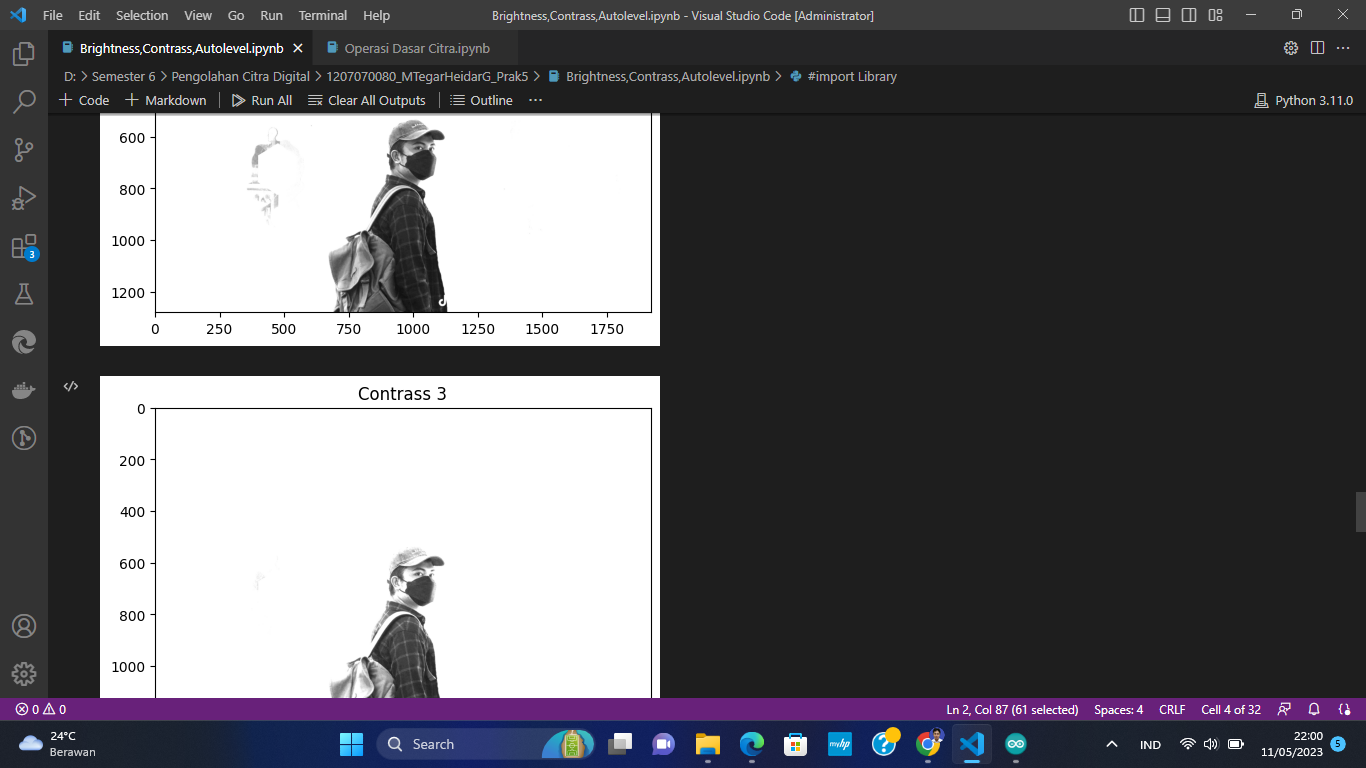 File Edit Selection View Go Run Terminal Help Brightness,Contrass,Autolevel.ipynb - Visual Studio Code [Administrator]
Brightness,Contrass,Autolevel.ipynb Operasi Dasar Citra.ipynb
D: > Semester 6 > Pengolahan Citra Digital > 1207070080_MTegarHeidarG_Prak5 > Brightness,Contrass,Autolevel.ipynb > #import Library
+ Code + Markdown Run All Clear All Outputs Outline ... Python 3.11.0
600
800
1000
1200
0 250 500 750 1000 1250 1500 1750
3
Contrass 3
0
200
400
600
800
1000
0 0 Ln 2, Col 87 (61 selected) Spaces: 4 CRLF Cell 4 of 32
24°C
Berawan
Search
myhp
IND
22:00
11/05/2023
5